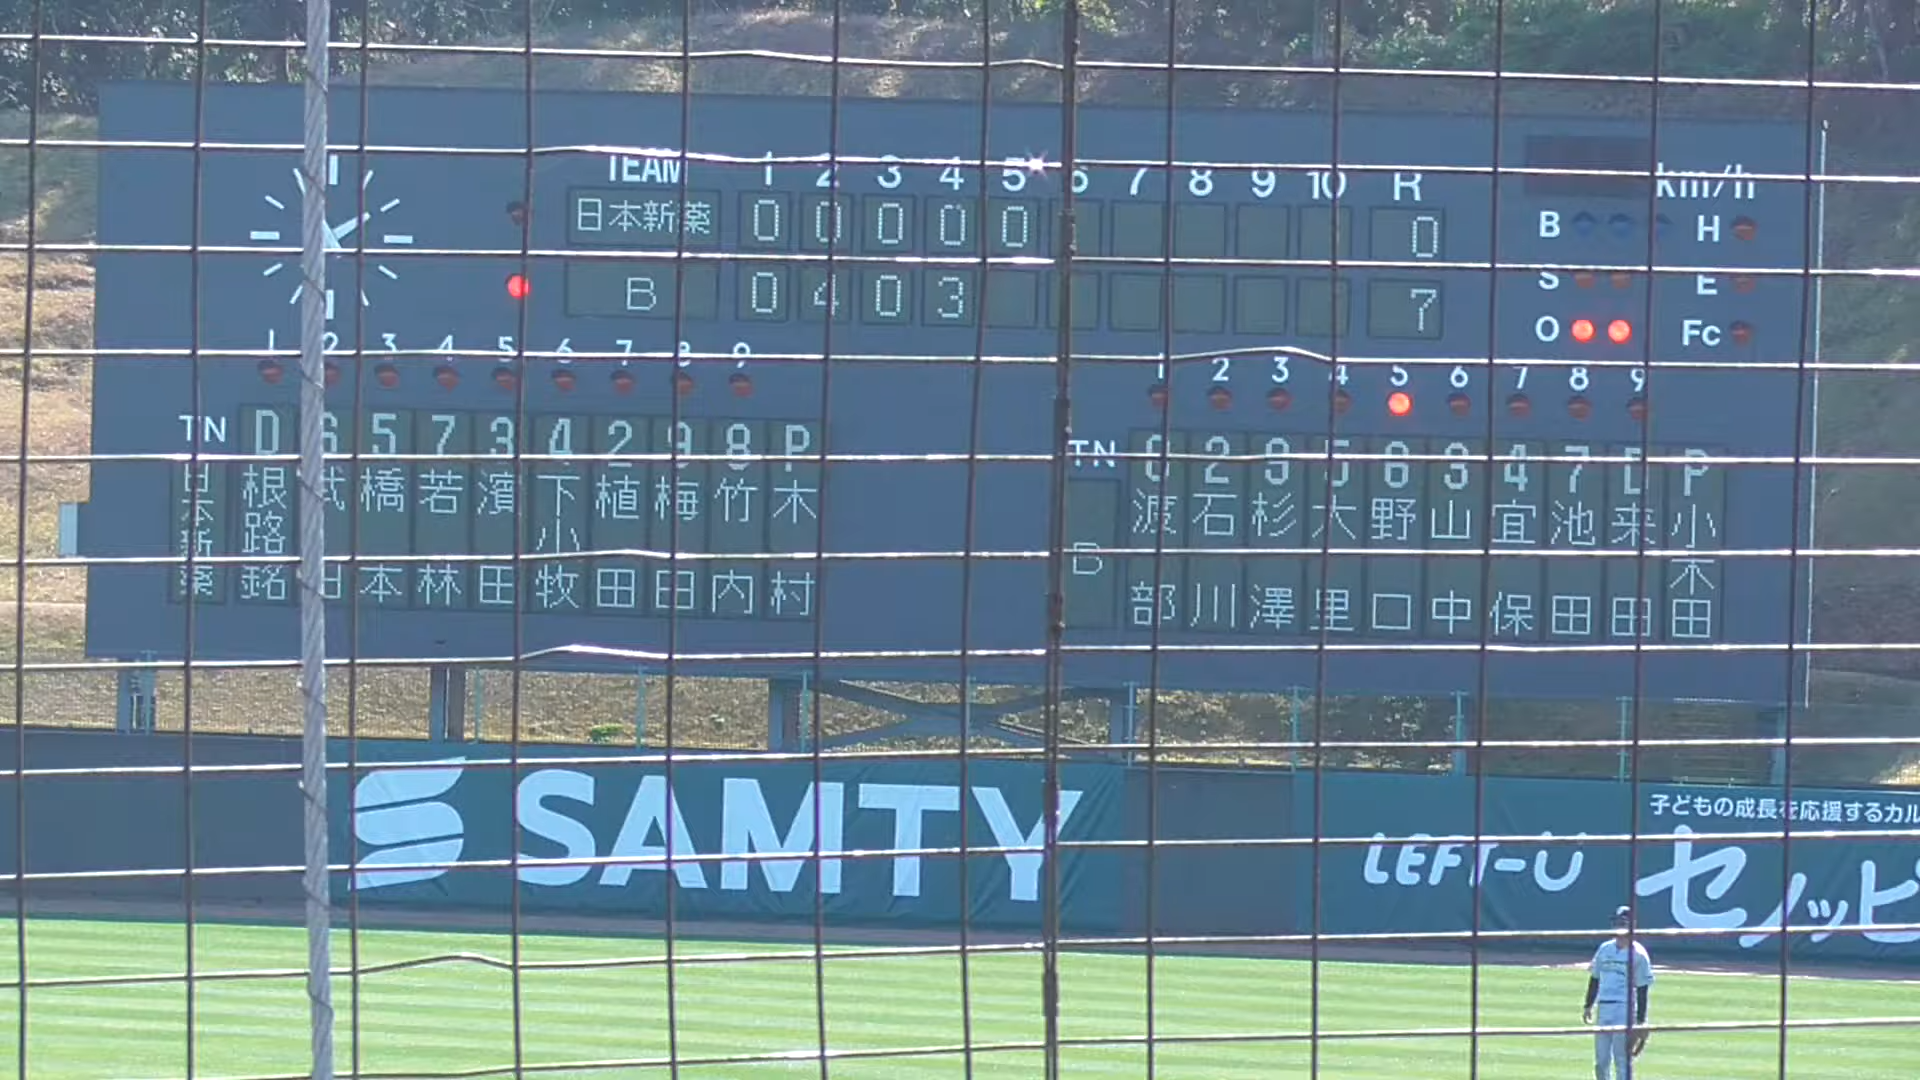 TEAM 1 2 3 4 5 6 7 8 9 10 R km/h
日本新薬 0 0 0 0 0 0 B H
B 0 4 0 3 7 S E
O Fc
1 2 3 4 5 6 7 8 9
TN D 6 5 7 3 4 2 9 8 P
日本新薬 根路銘 武田 橋本 若林 濱田 下小牧 植田 梅田 竹内 木村
1 2 3 4 5 6 7 8 9
TN 8 2 9 5 6 3 4 7 D P
B 渡部 石川 杉澤 大里 野口 山中 宜保 池田 来田 小木田
SAMTY
子どもの成長を応援するカル
LEFT-U セノッピ